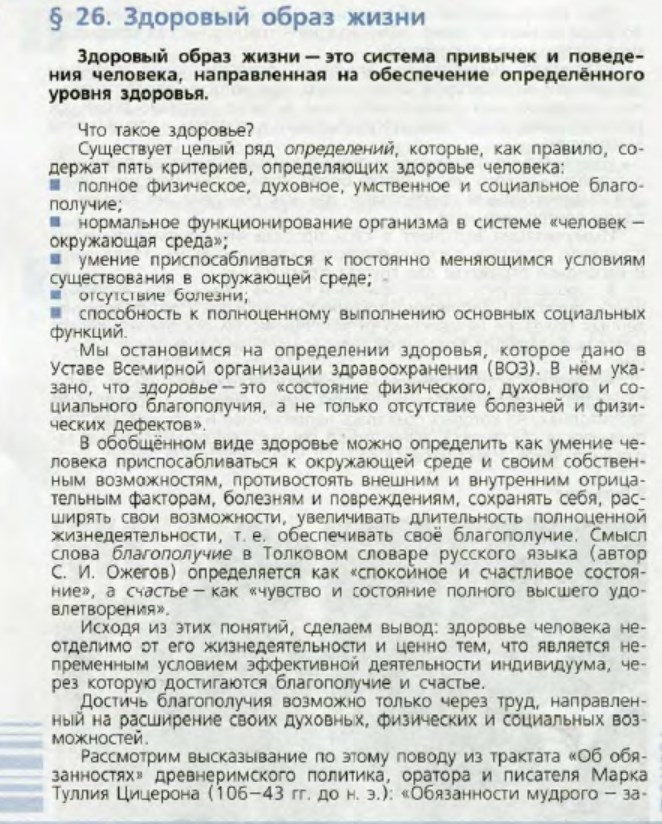 § 26. Здоровый образ жизни
Здоровый образ жизни — это система привычек и поведе-
ния человека, направленная на обеспечение определённого
уровня здоровья.
Что такое здоровье?
Существует целый ряд определений, которые, как правило, со-
держат пять критериев, определяющих здоровье человека:
■ полное физическое, духовное, умственное и социальное благо-
получие;
■ нормальное функционирование организма в системе «человек —
окружающая среда»;
■ умение приспосабливаться к постоянно меняющимся условиям
существования в окружающей среде;
■ отсутствие болезни;
■ способность к полноценному выполнению основных социальных
функций.
Мы остановимся на определении здоровья, которое дано в
Уставе Всемирной организации здравоохранения (ВОЗ). В нём ука-
зано, что здоровье — это «состояние физического, духовного и со-
циального благополучия, а не только отсутствие болезней и физи-
ческих дефектов».
В обобщённом виде здоровье можно определить как умение че-
ловека приспосабливаться к окружающей среде и своим собствен-
ным возможностям, противостоять внешним и внутренним отрица-
тельным факторам, болезням и повреждениям, сохранять себя, рас-
ширять свои возможности, увеличивать длительность полноценной
жизнедеятельности, т. е. обеспечивать своё благополучие. Смысл
слова благополучие в Толковом словаре русского языка (автор
С. И. Ожегов) определяется как «спокойное и счастливое состоя-
ние», а счастье — как «чувство и состояние полного высшего удо-
влетворения».
Исходя из этих понятий, сделаем вывод: здоровье человека не-
отделимо от его жизнедеятельности и ценно тем, что является не-
пременным условием эффективной деятельности индивидуума, че-
рез которую достигаются благополучие и счастье.
Достичь благополучия возможно только через труд, направлен-
ный на расширение своих духовных, физических и социальных воз-
можностей.
Рассмотрим высказывание по этому поводу из трактата «Об обя-
занностях» древнеримского политика, оратора и писателя Марка
Туллия Цицерона (106—43 гг. до н. э.): «Обязанности мудрого — за-